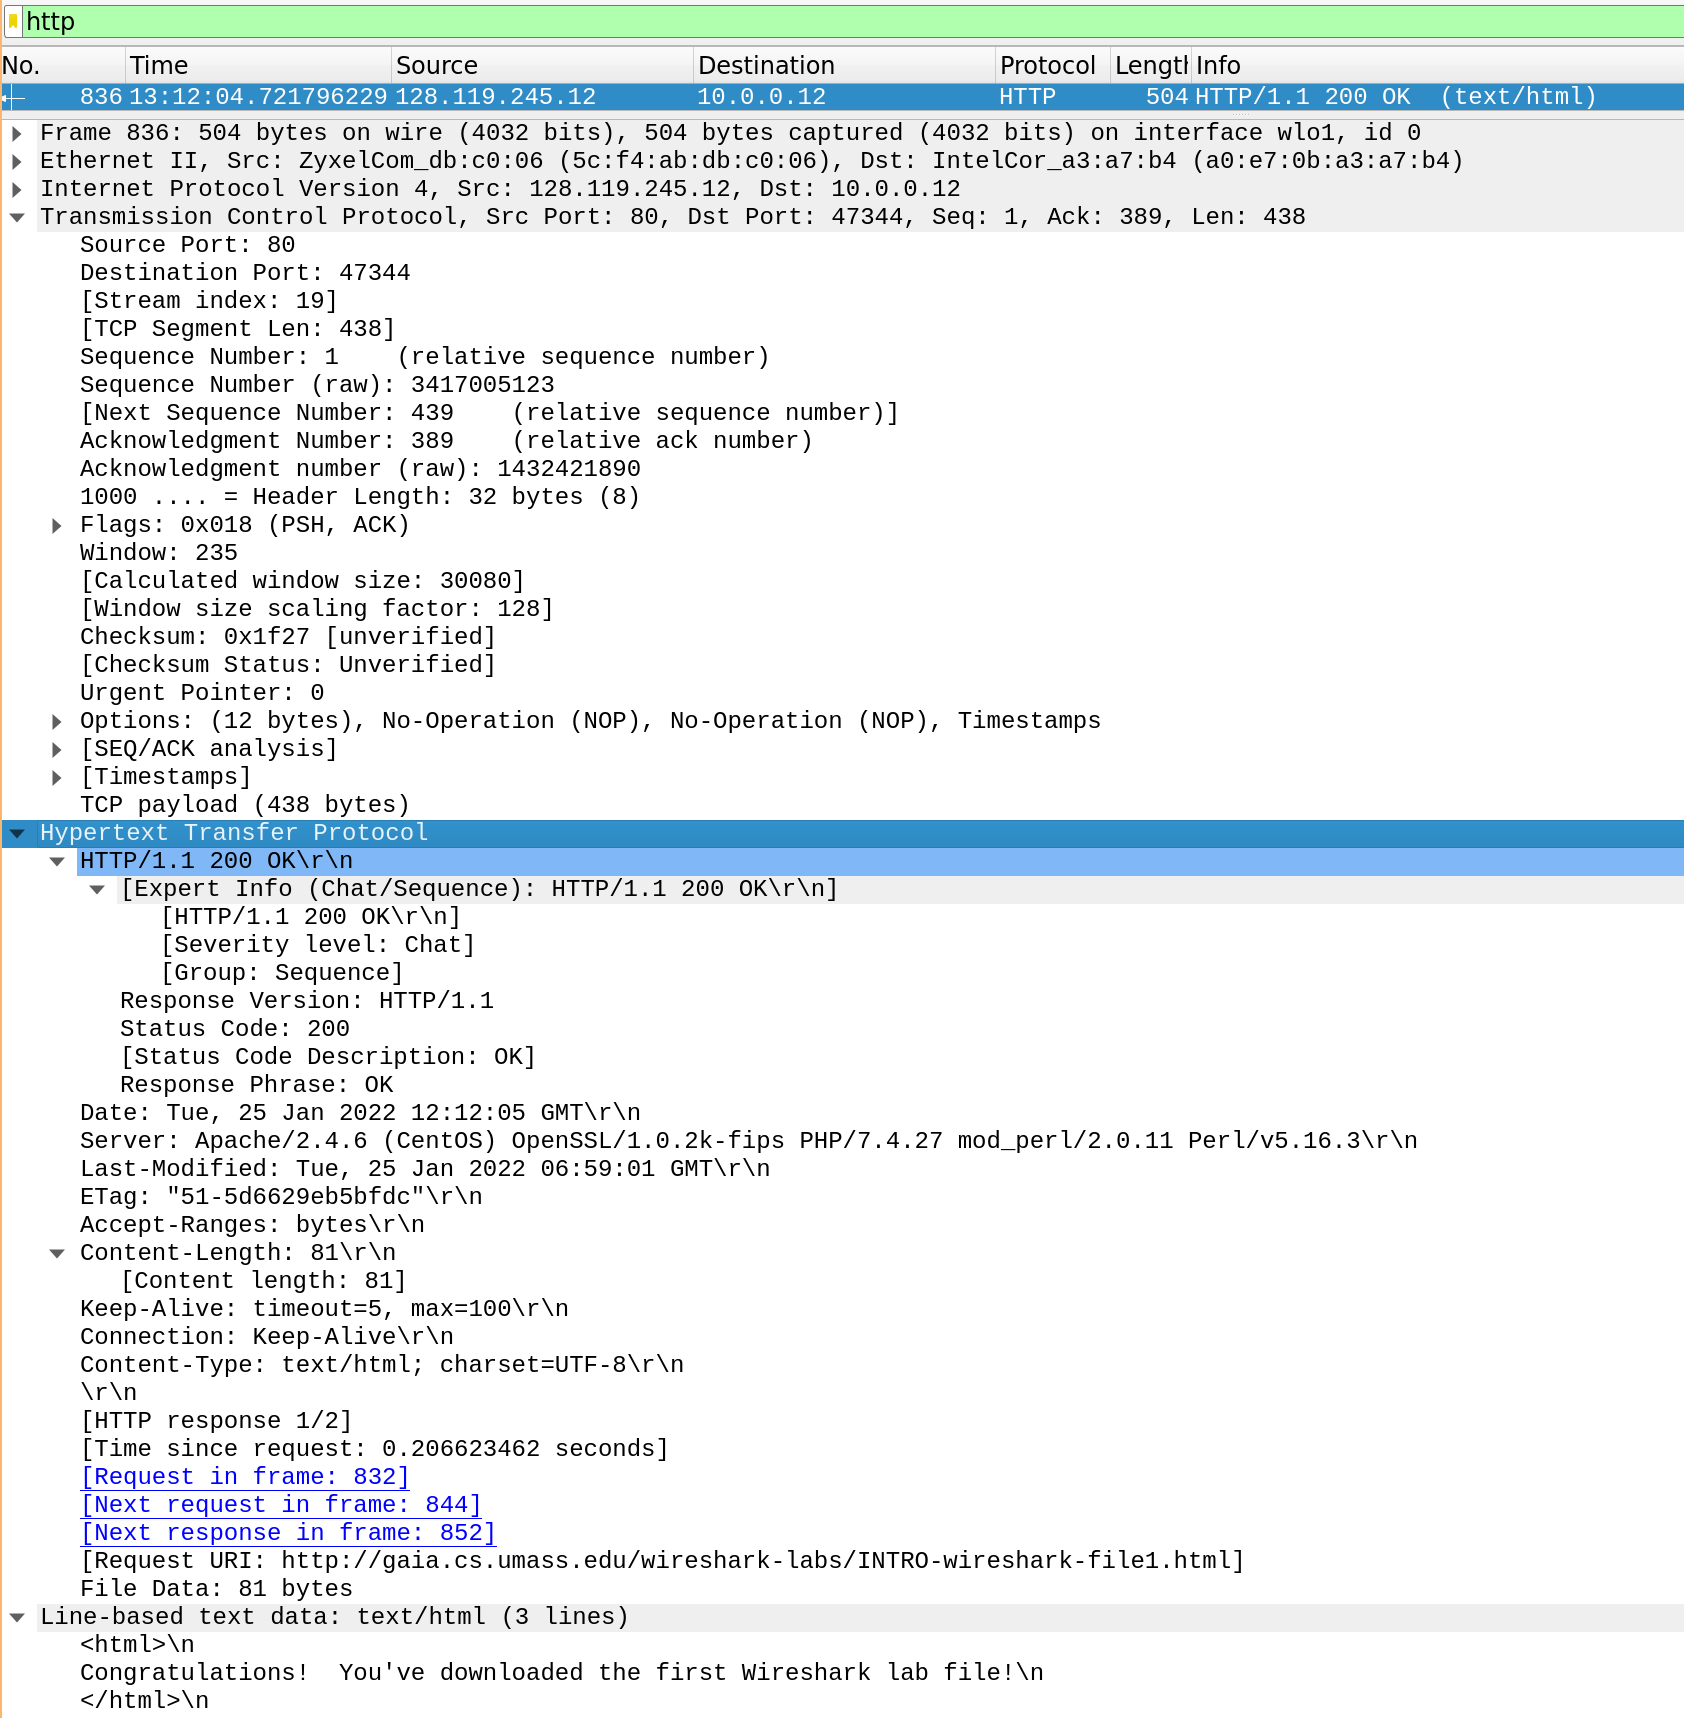 http
No. Time Source Destination Protocol Length Info
836 13:12:04.721796229 128.119.245.12 10.0.0.12 HTTP 504 HTTP/1.1 200 OK  (text/html)
Frame 836: 504 bytes on wire (4032 bits), 504 bytes captured (4032 bits) on interface wlo1, id 0
Ethernet II, Src: ZyxelCom_db:c0:06 (5c:f4:ab:db:c0:06), Dst: IntelCor_a3:a7:b4 (a0:e7:0b:a3:a7:b4)
Internet Protocol Version 4, Src: 128.119.245.12, Dst: 10.0.0.12
Transmission Control Protocol, Src Port: 80, Dst Port: 47344, Seq: 1, Ack: 389, Len: 438
Source Port: 80
Destination Port: 47344
[Stream index: 19]
[TCP Segment Len: 438]
Sequence Number: 1    (relative sequence number)
Sequence Number (raw): 3417005123
[Next Sequence Number: 439    (relative sequence number)]
Acknowledgment Number: 389    (relative ack number)
Acknowledgment number (raw): 1432421890
1000 .... = Header Length: 32 bytes (8)
Flags: 0x018 (PSH, ACK)
Window: 235
[Calculated window size: 30080]
[Window size scaling factor: 128]
Checksum: 0x1f27 [unverified]
[Checksum Status: Unverified]
Urgent Pointer: 0
Options: (12 bytes), No-Operation (NOP), No-Operation (NOP), Timestamps
[SEQ/ACK analysis]
[Timestamps]
TCP payload (438 bytes)
Hypertext Transfer Protocol
HTTP/1.1 200 OK\r\n
[Expert Info (Chat/Sequence): HTTP/1.1 200 OK\r\n]
[HTTP/1.1 200 OK\r\n]
[Severity level: Chat]
[Group: Sequence]
Response Version: HTTP/1.1
Status Code: 200
[Status Code Description: OK]
Response Phrase: OK
Date: Tue, 25 Jan 2022 12:12:05 GMT\r\n
Server: Apache/2.4.6 (CentOS) OpenSSL/1.0.2k-fips PHP/7.4.27 mod_perl/2.0.11 Perl/v5.16.3\r\n
Last-Modified: Tue, 25 Jan 2022 06:59:01 GMT\r\n
ETag: "51-5d6629eb5bfdc"\r\n
Accept-Ranges: bytes\r\n
Content-Length: 81\r\n
[Content length: 81]
Keep-Alive: timeout=5, max=100\r\n
Connection: Keep-Alive\r\n
Content-Type: text/html; charset=UTF-8\r\n
\r\n
[HTTP response 1/2]
[Time since request: 0.206623462 seconds]
[Request in frame: 832]
[Next request in frame: 844]
[Next response in frame: 852]
[Request URI: http://gaia.cs.umass.edu/wireshark-labs/INTRO-wireshark-file1.html]
File Data: 81 bytes
Line-based text data: text/html (3 lines)
<html>\n
Congratulations!  You've downloaded the first Wireshark lab file!\n
</html>\n